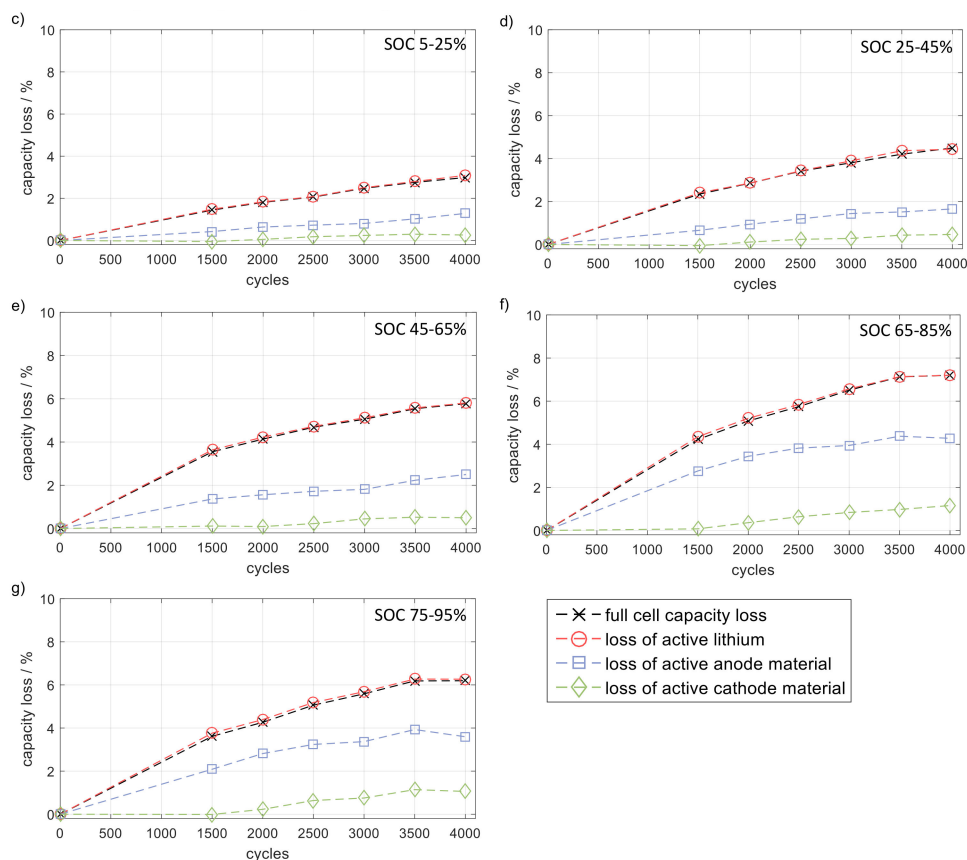 c)
SOC 5-25%
10
8
6
4
2
0
capacity loss / %
0 500 1000 1500 2000 2500 3000 3500 4000
cycles
d)
SOC 25-45%
10
8
6
4
2
0
capacity loss / %
0 500 1000 1500 2000 2500 3000 3500 4000
cycles
e)
SOC 45-65%
10
8
6
4
2
0
capacity loss / %
0 500 1000 1500 2000 2500 3000 3500 4000
cycles
f)
SOC 65-85%
10
8
6
4
2
0
capacity loss / %
0 500 1000 1500 2000 2500 3000 3500 4000
cycles
g)
SOC 75-95%
10
8
6
4
2
0
capacity loss / %
0 500 1000 1500 2000 2500 3000 3500 4000
cycles
full cell capacity loss
loss of active lithium
loss of active anode material
loss of active cathode material